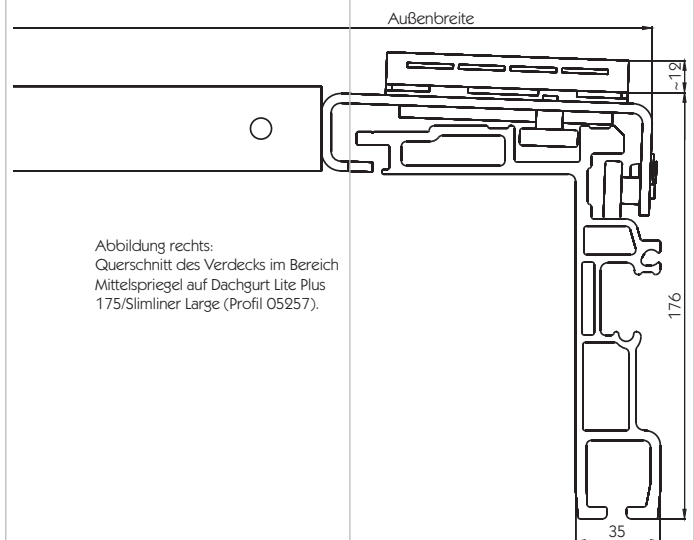 Außenbreite
~12
Abbildung rechts:
Querschnitt des Verdecks im Bereich
Mittelspriegel auf Dachgurt Lite Plus
175/Slimliner Large (Profil 05257).
176
35